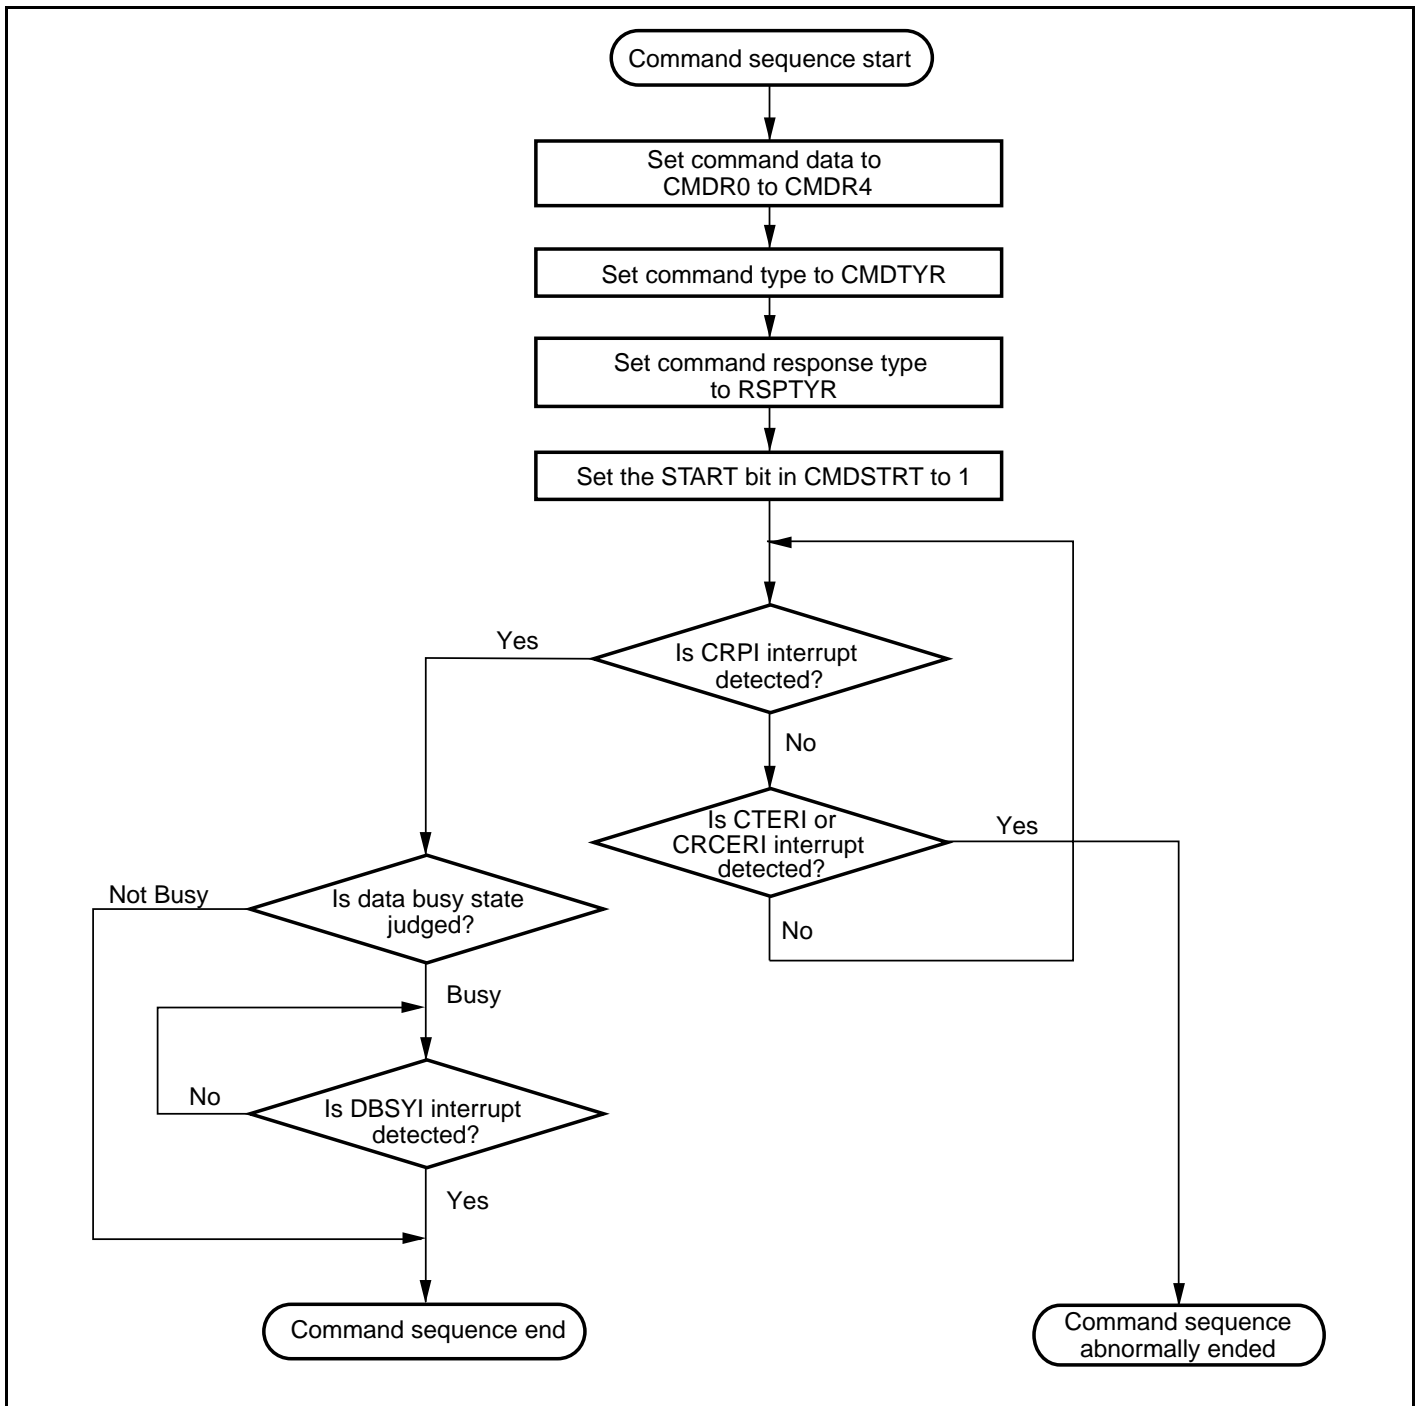 Command sequence start
Set command data to
CMDR0 to CMDR4
Set command type to CMDTYR
Set command response type
to RSPTYR
Set the START bit in CMDSTRT to 1
Yes
Is CRPI interrupt
detected?
No
Is CTERI or
CRCERI interrupt
detected?
Yes
No
Not Busy
Is data busy state
judged?
Busy
No
Is DBSYI interrupt
detected?
Yes
Command sequence end
Command sequence
abnormally ended